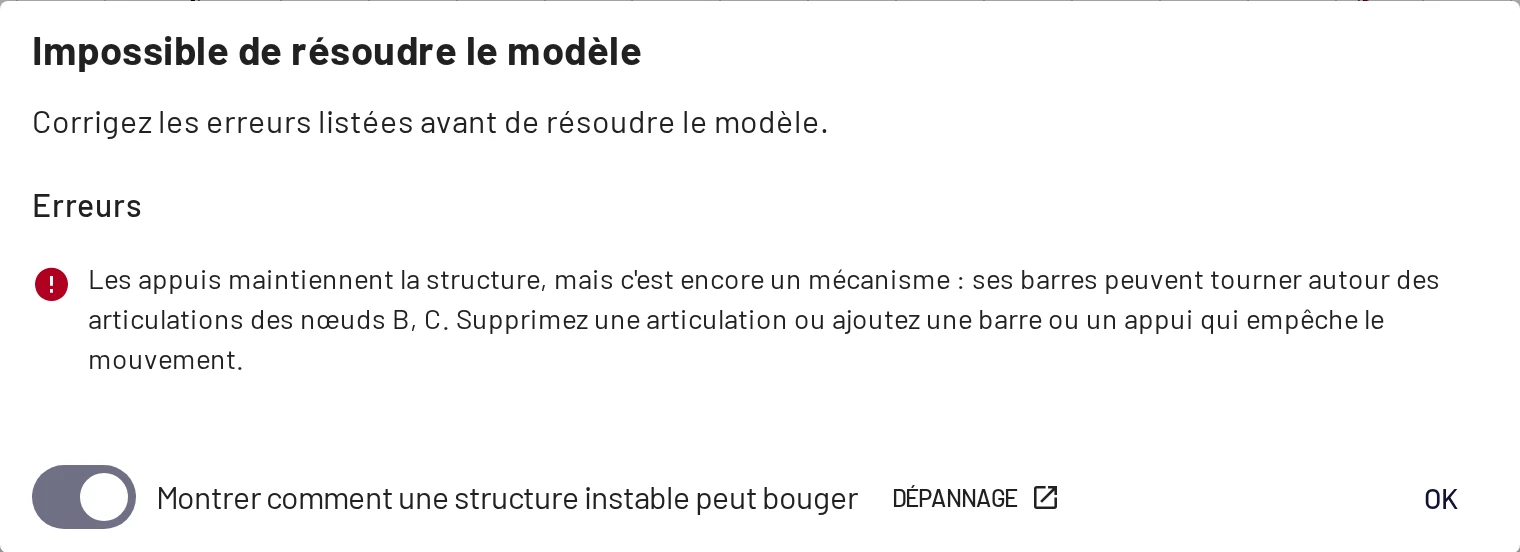 Impossible de résoudre le modèle
Corrigez les erreurs listées avant de résoudre le modèle.
Erreurs
Les appuis maintiennent la structure, mais c'est encore un mécanisme : ses barres peuvent tourner autour des
articulations des nœuds B, C. Supprimez une articulation ou ajoutez une barre ou un appui qui empêche le
mouvement.
Montrer comment une structure instable peut bouger DÉPANNAGE OK